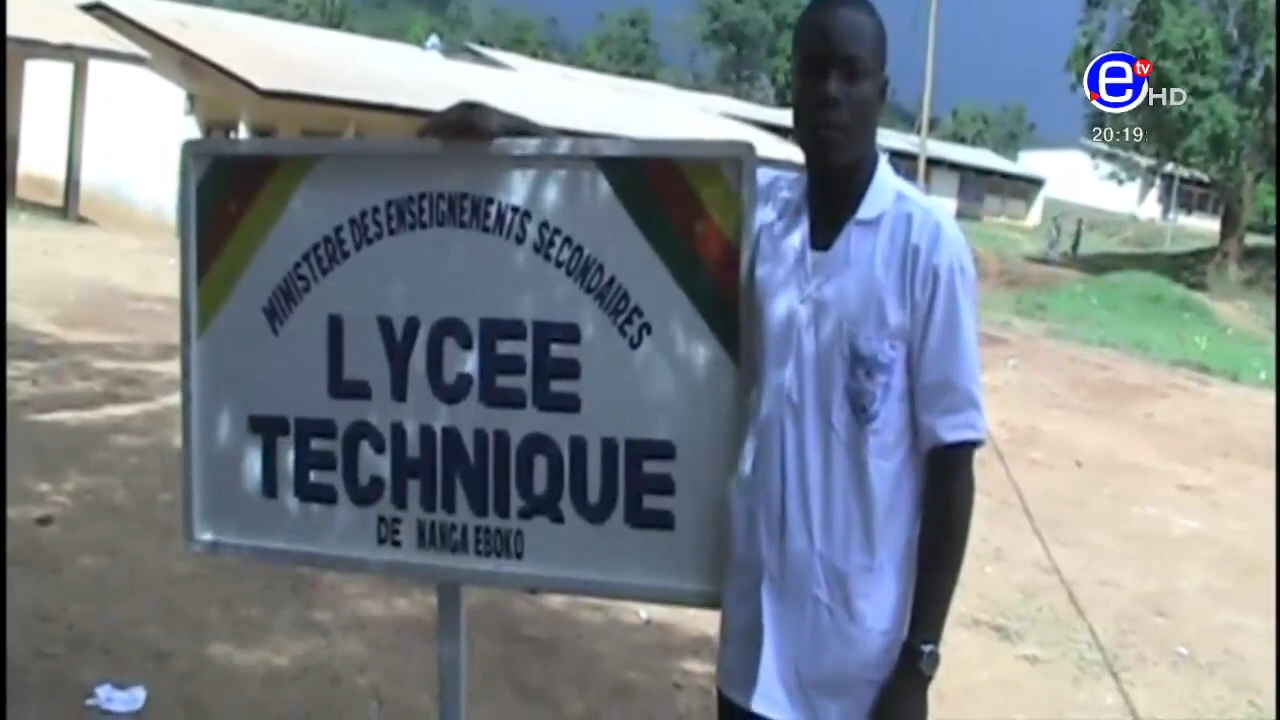 e tv HD
20:19
MINISTERE DES ENSEIGNEMENTS SECONDAIRES
LYCEE
TECHNIQUE
DE NANGA EBOKO